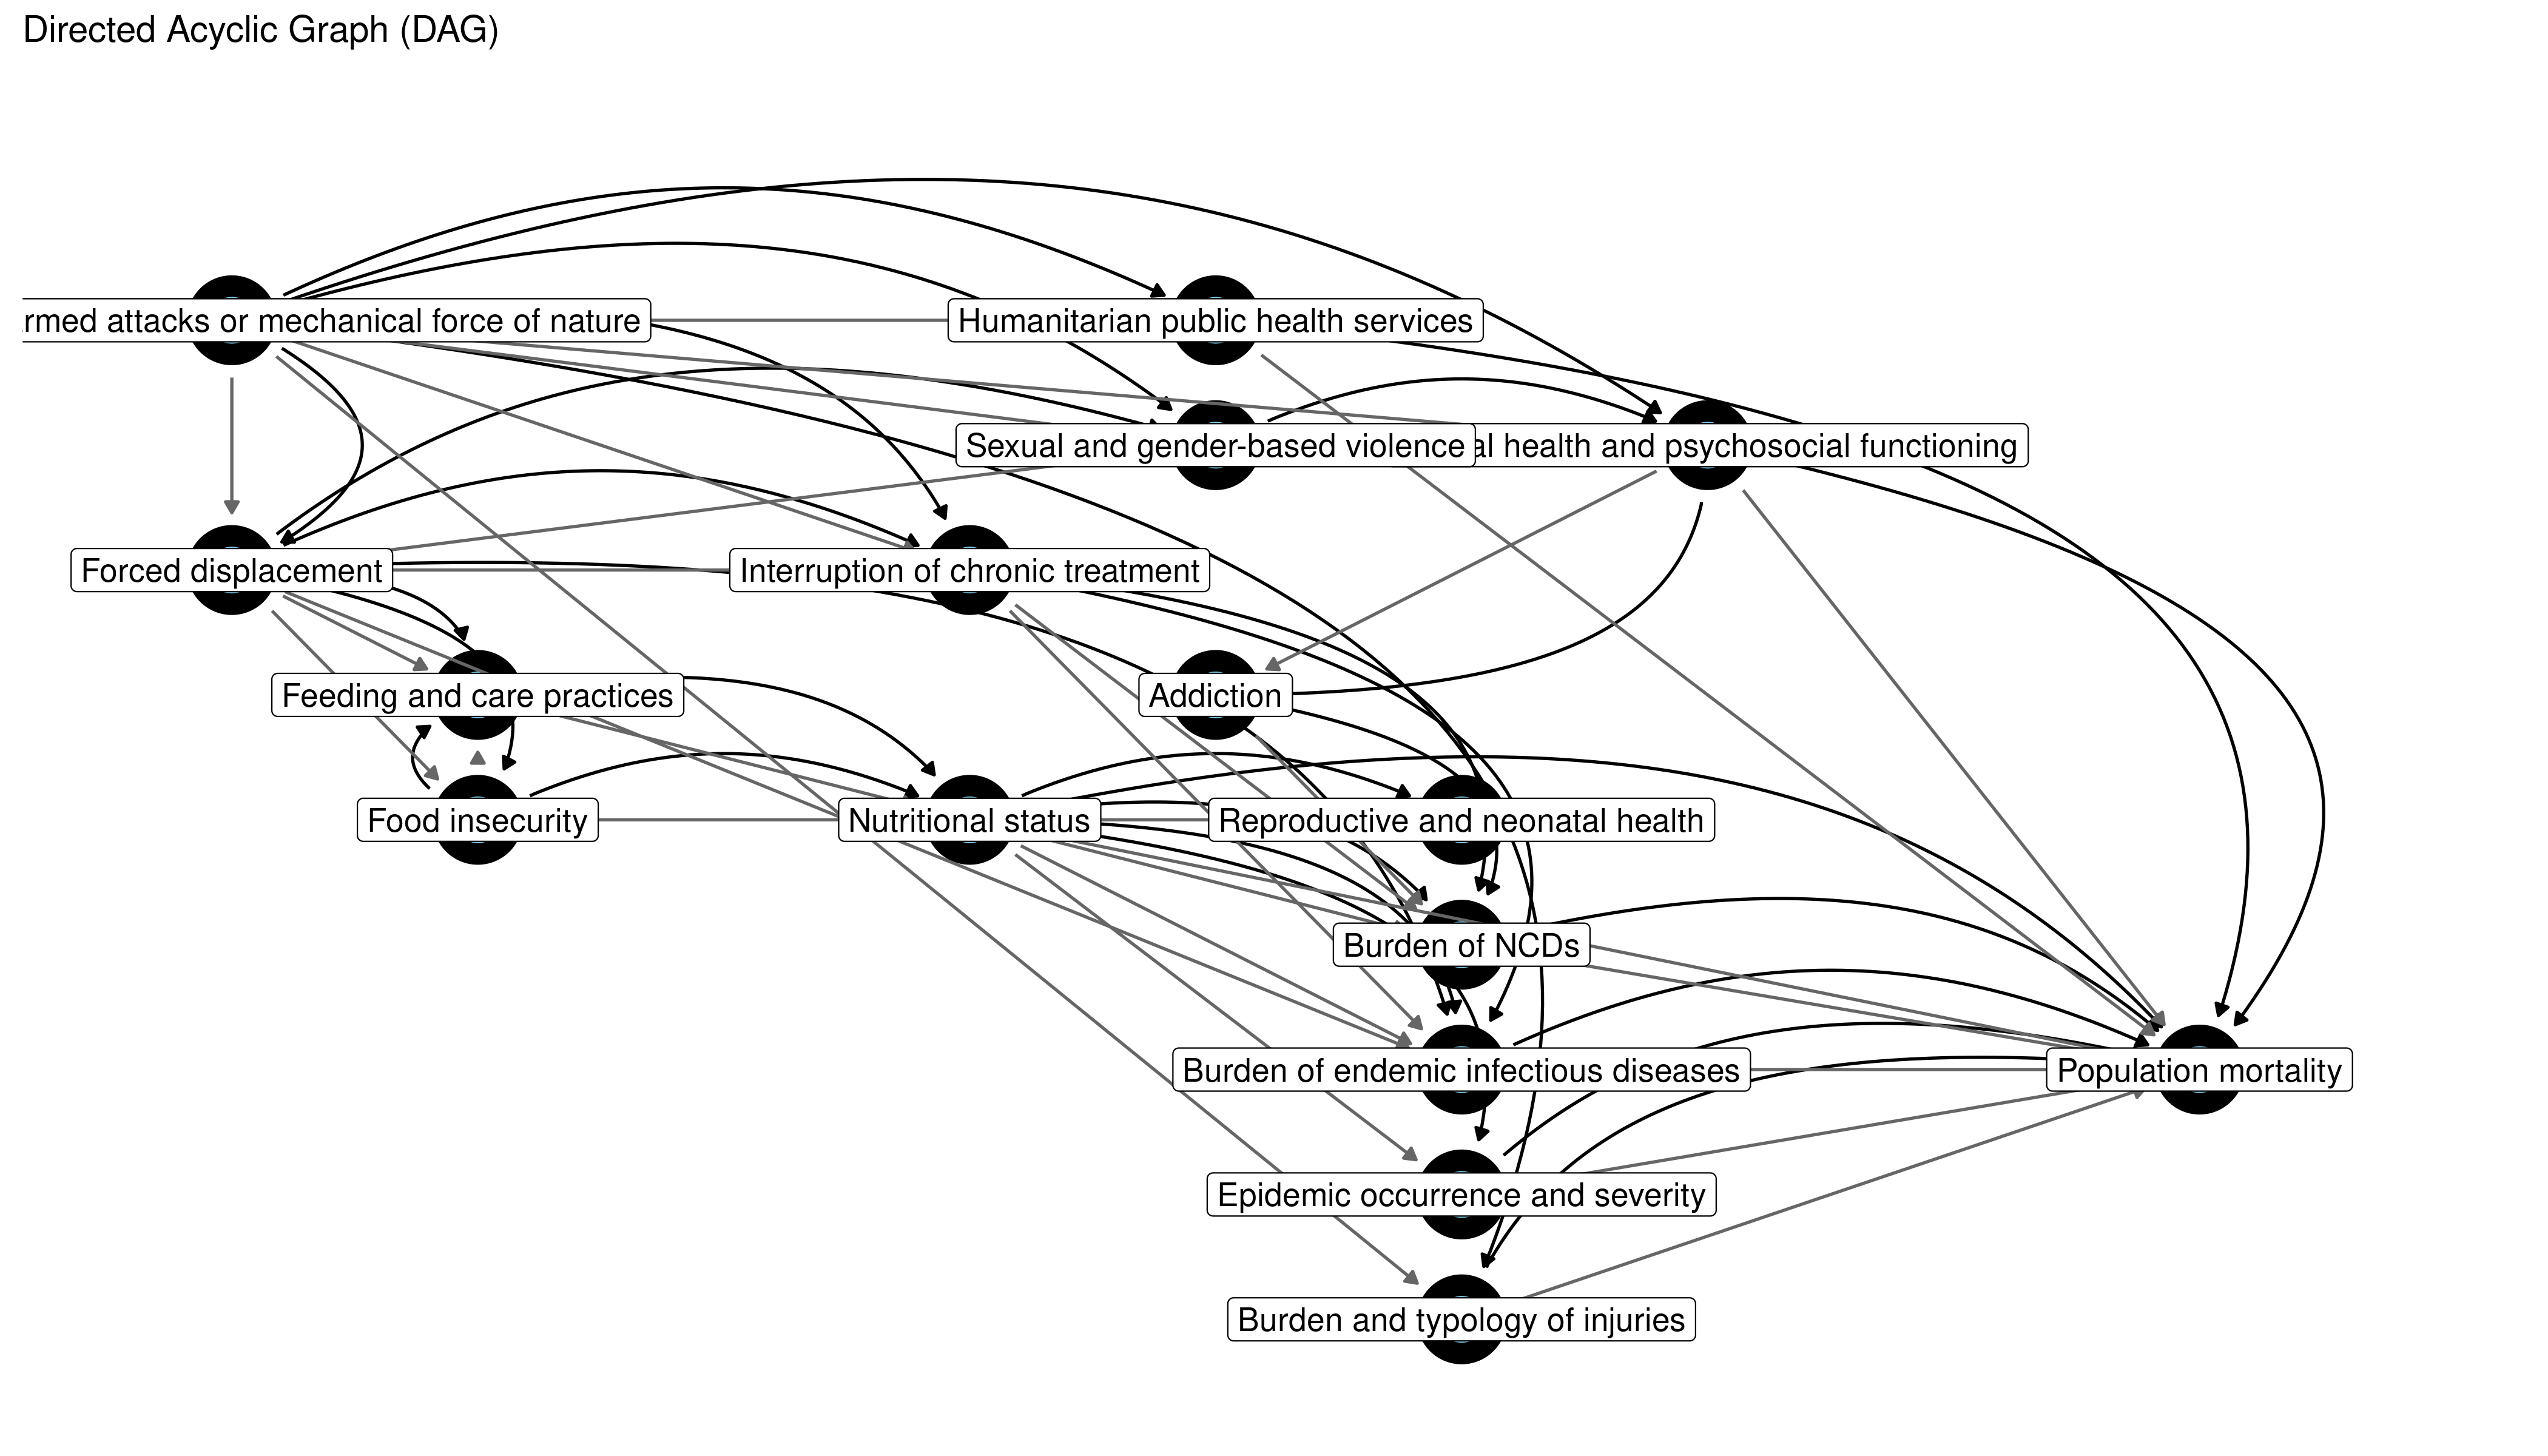 Directed Acyclic Graph (DAG)
rmed attacks or mechanical force of nature
Humanitarian public health services
Sexual and gender-based violence
al health and psychosocial functioning
Forced displacement
Interruption of chronic treatment
Feeding and care practices
Addiction
Food insecurity
Nutritional status
Reproductive and neonatal health
Burden of NCDs
Burden of endemic infectious diseases
Population mortality
Epidemic occurrence and severity
Burden and typology of injuries